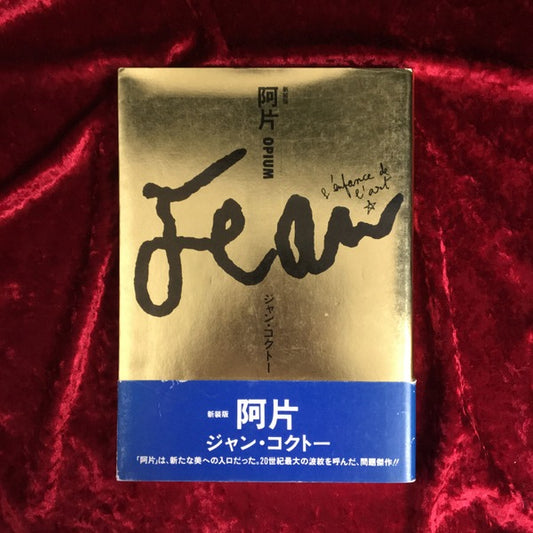 新装版
阿片 OPIUM
Jean
l'enfance de
l'art
ジャン・コクトー
新装版 阿片
ジャン・コクトー
「阿片」は、新たな美への入口だった。20世紀最大の波紋を呼んだ、問題傑作!!